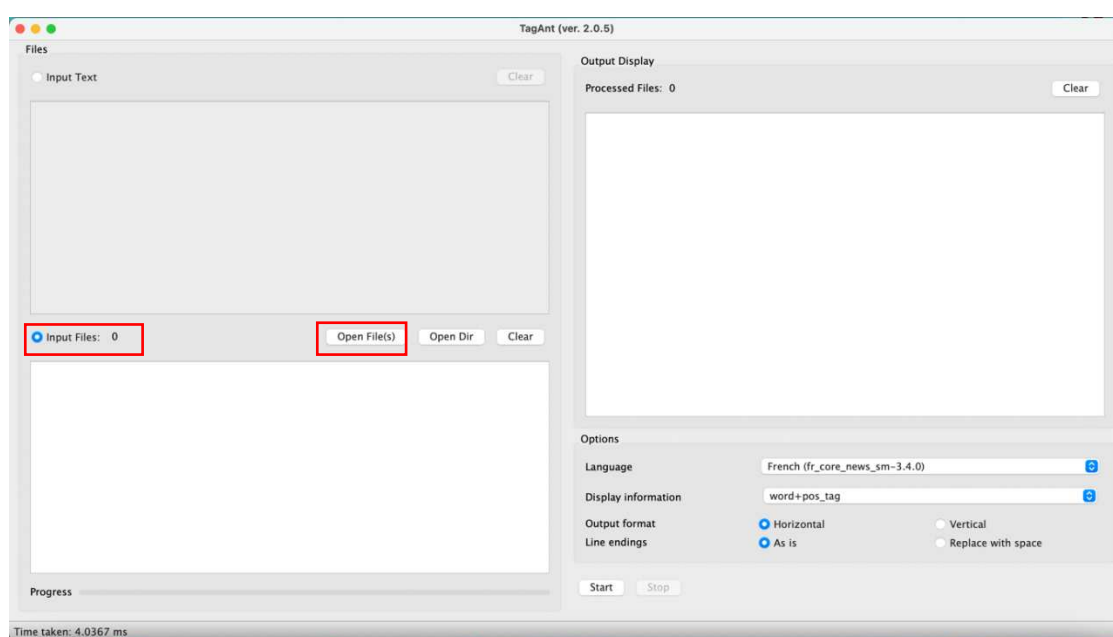 TagAnt (ver. 2.0.5)
Files
Input Text Clear
Input Files: 0 Open File(s) Open Dir Clear
Progress
Output Display
Processed Files: 0 Clear
Options
Language French (fr_core_news_sm-3.4.0)
Display information word+pos_tag
Output format Horizontal Vertical
Line endings As is Replace with space
Start Stop
Time taken: 4.0367 ms